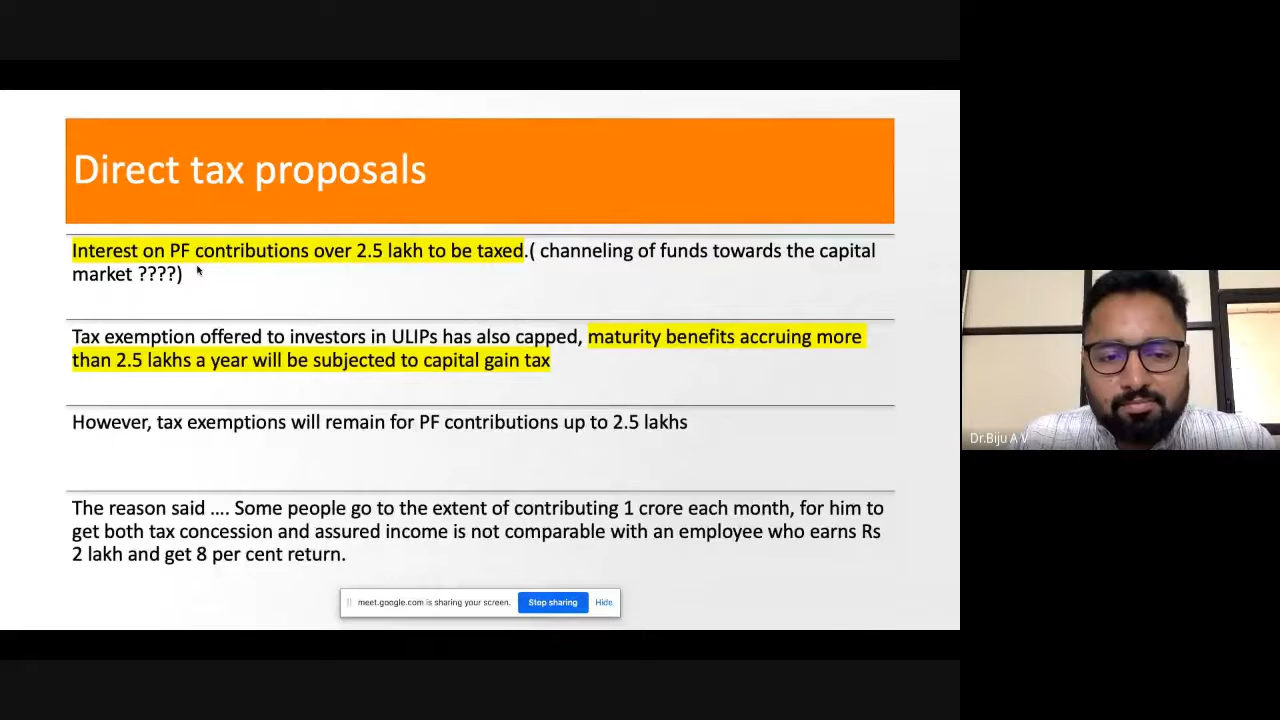 Direct tax proposals
Interest on PF contributions over 2.5 lakh to be taxed.( channeling of funds towards the capital
market ????)
Tax exemption offered to investors in ULIPs has also capped, maturity benefits accruing more
than 2.5 lakhs a year will be subjected to capital gain tax
However, tax exemptions will remain for PF contributions up to 2.5 lakhs
The reason said .... Some people go to the extent of contributing 1 crore each month, for him to
get both tax concession and assured income is not comparable with an employee who earns Rs
2 lakh and get 8 per cent return.
meet.google.com is sharing your screen. Stop sharing Hide
Dr.Biju A V